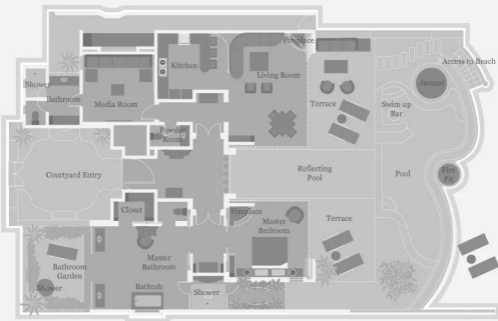 Fireplace
Access to Beach
Kitchen
Living Room
Shower
Jacuzzi
Bathroom
Media Room
Terrace
Swim up
Bar
Powder
Room
Courtyard Entry
Reflecting
Pool
Pool
Fire
Pit
Closet
Fireplace
Master
Bedroom
Terrace
Bathroom
Garden
Master
Bathroom
Shower
Bathtub
Shower